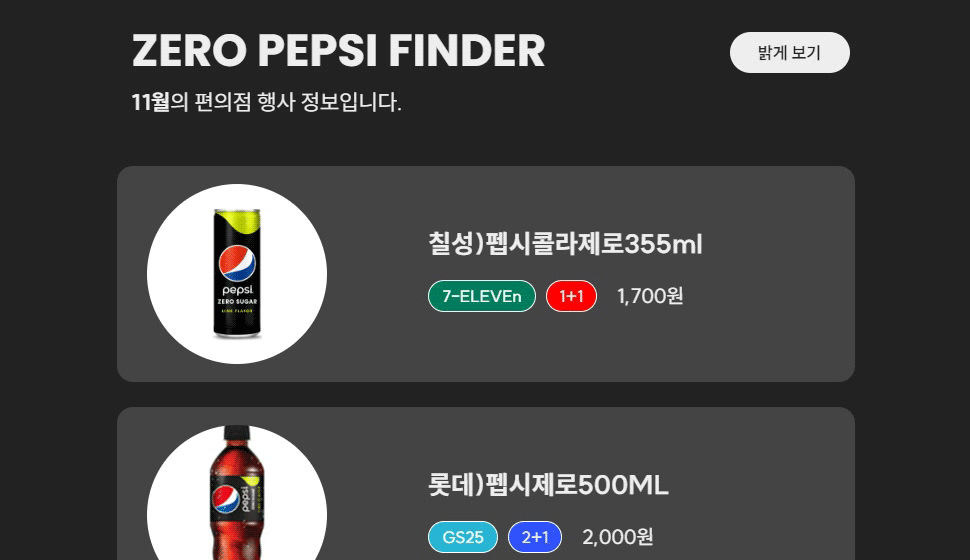 ZERO PEPSI FINDER
밝게 보기
11월의 편의점 행사 정보입니다.
pepsi
ZERO SUGAR
LIME FLAVOR
칠성)펩시콜라제로355ml
7-ELEVEn 1+1 1,700원
pepsi
롯데)펩시제로500ML
GS25 2+1 2,000원